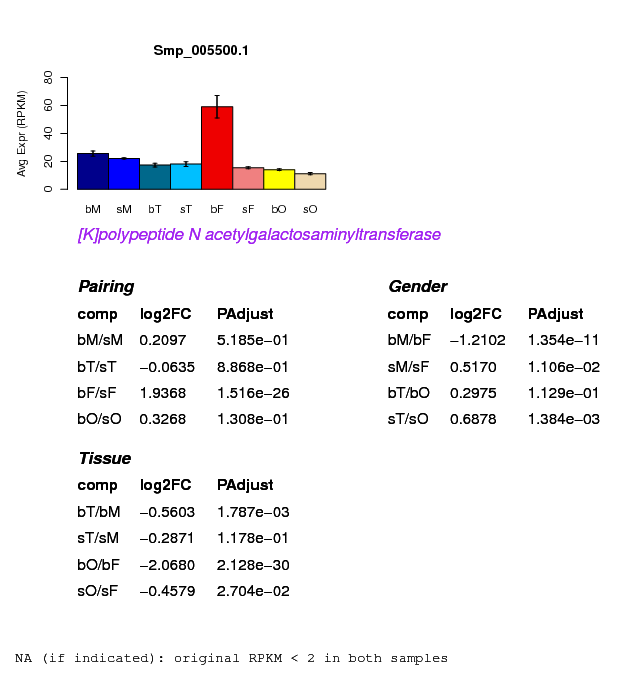 Smp_005500.1
Avg Expr (RPKM)
0 20 40 60 80
bM sM bT sT bF sF bO sO
[K]polypeptide N acetylgalactosaminyltransferase
Pairing
comp log2FC PAdjust
bM/sM 0.2097 5.185e−01
bT/sT −0.0635 8.868e−01
bF/sF 1.9368 1.516e−26
bO/sO 0.3268 1.308e−01
Gender
comp log2FC PAdjust
bM/bF −1.2102 1.354e−11
sM/sF 0.5170 1.106e−02
bT/bO 0.2975 1.129e−01
sT/sO 0.6878 1.384e−03
Tissue
comp log2FC PAdjust
bT/bM −0.5603 1.787e−03
sT/sM −0.2871 1.178e−01
bO/bF −2.0680 2.128e−30
sO/sF −0.4579 2.704e−02
NA (if indicated): original RPKM < 2 in both samples